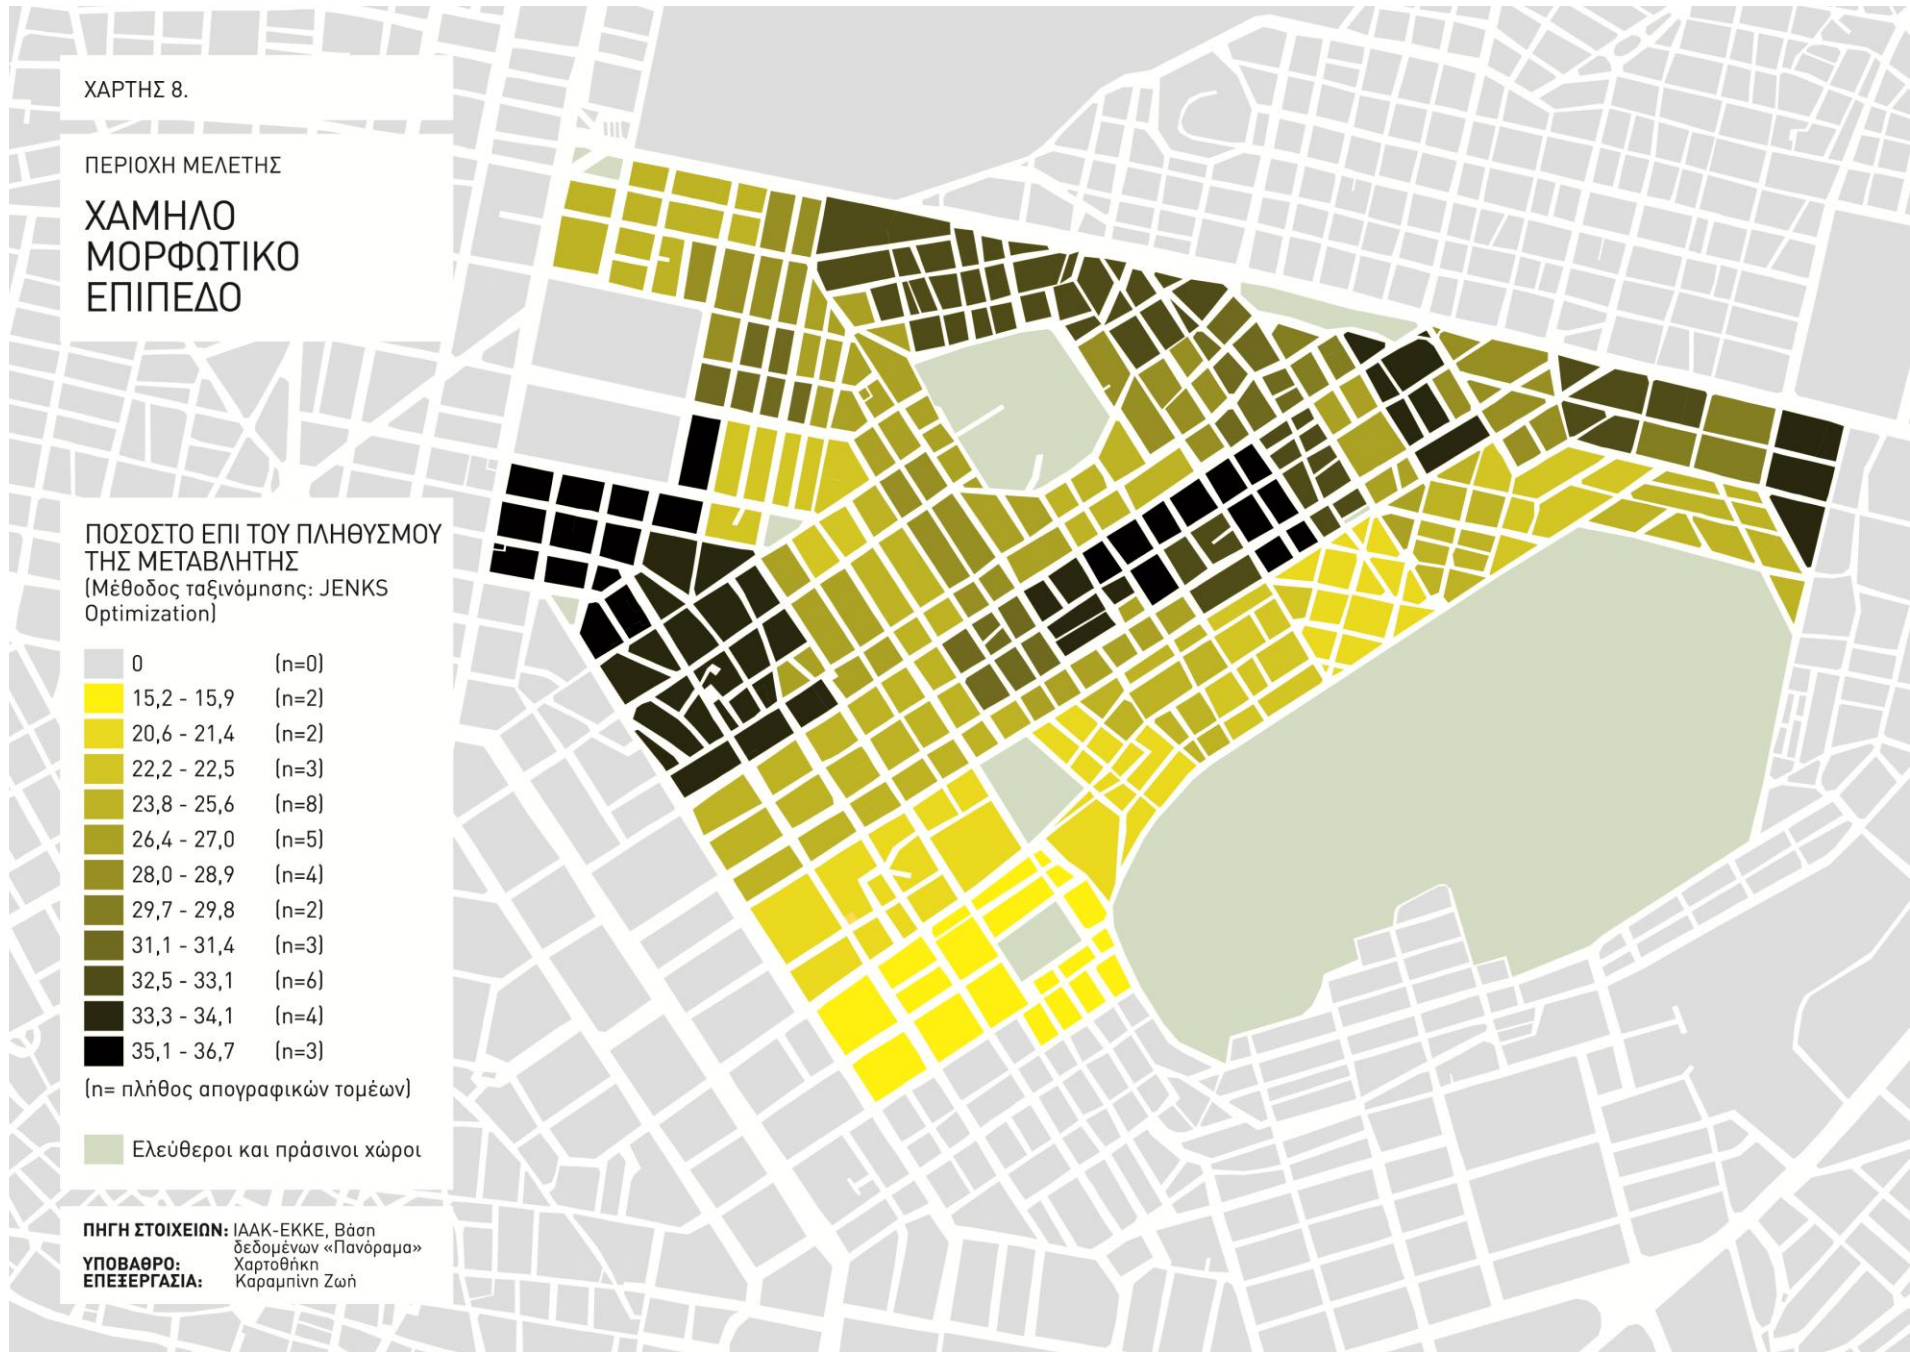 ΧΑΡΤΗΣ 8.
ΠΕΡΙΟΧΗ ΜΕΛΕΤΗΣ
ΧΑΜΗΛΟ
ΜΟΡΦΩΤΙΚΟ
ΕΠΙΠΕΔΟ
ΠΟΣΟΣΤΟ ΕΠΙ ΤΟΥ ΠΛΗΘΥΣΜΟΥ
ΤΗΣ ΜΕΤΑΒΛΗΤΗΣ
(Μέθοδος ταξινόμησης: JENKS
Optimization)
0 (n=0)
15,2 - 15,9 (n=2)
20,6 - 21,4 (n=2)
22,2 - 22,5 (n=3)
23,8 - 25,6 (n=8)
26,4 - 27,0 (n=5)
28,0 - 28,9 (n=4)
29,7 - 29,8 (n=2)
31,1 - 31,4 (n=3)
32,5 - 33,1 (n=6)
33,3 - 34,1 (n=4)
35,1 - 36,7 (n=3)
(n= πλήθος απογραφικών τομέων)
Ελεύθεροι και πράσινοι χώροι
ΠΗΓΗ ΣΤΟΙΧΕΙΩΝ: ΙΑΑΚ-ΕΚΚΕ, Βάση
δεδομένων «Πανόραμα»
ΥΠΟΒΑΘΡΟ: Χαρτοθήκη
ΕΠΕΞΕΡΓΑΣΙΑ: Καραμπίνη Ζωή